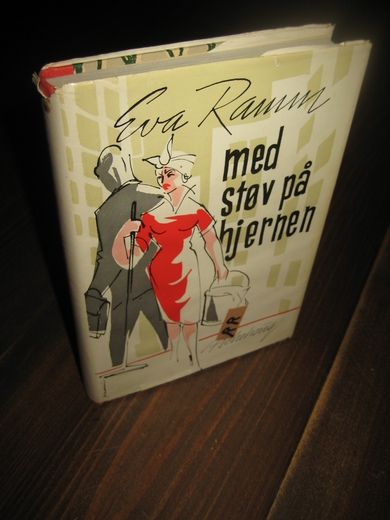 Eva Ramm
med
støv på
hjernen